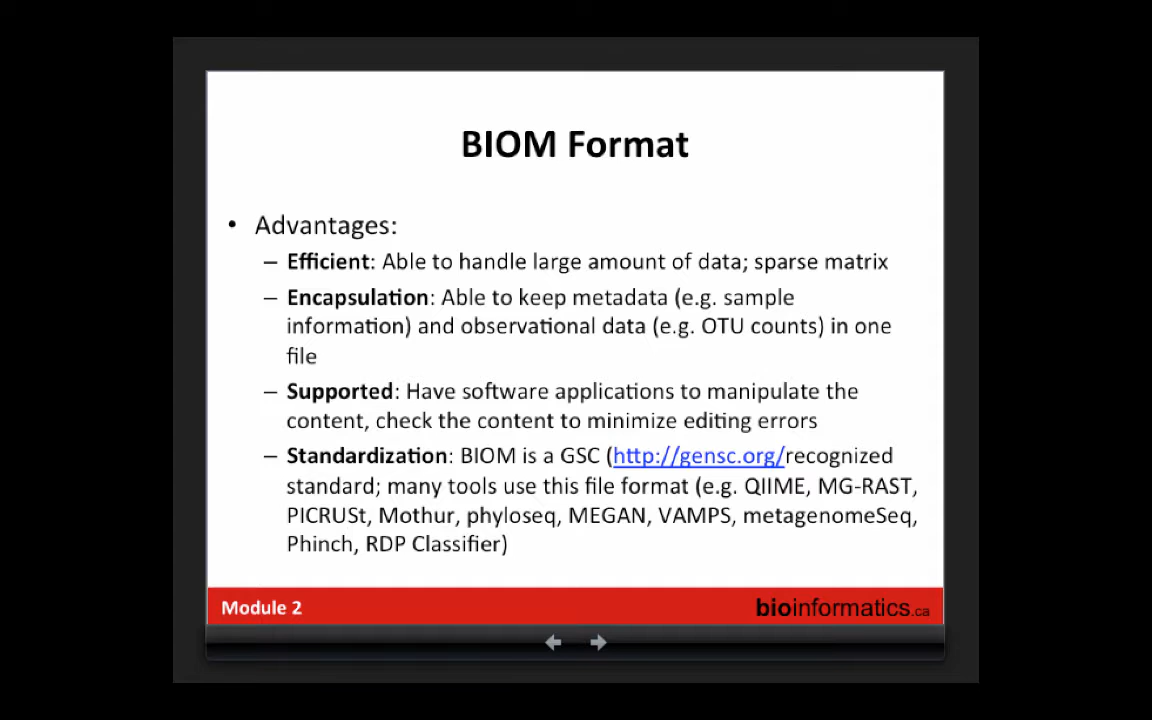 BIOM Format
• Advantages:
– Efficient: Able to handle large amount of data; sparse matrix
– Encapsulation: Able to keep metadata (e.g. sample
information) and observational data (e.g. OTU counts) in one
file
– Supported: Have software applications to manipulate the
content, check the content to minimize editing errors
– Standardization: BIOM is a GSC (http://gensc.org/recognized
standard; many tools use this file format (e.g. QIIME, MG-RAST,
PICRUSt, Mothur, phyloseq, MEGAN, VAMPS, metagenomeSeq,
Phinch, RDP Classifier)
Module 2
bioinformatics.ca